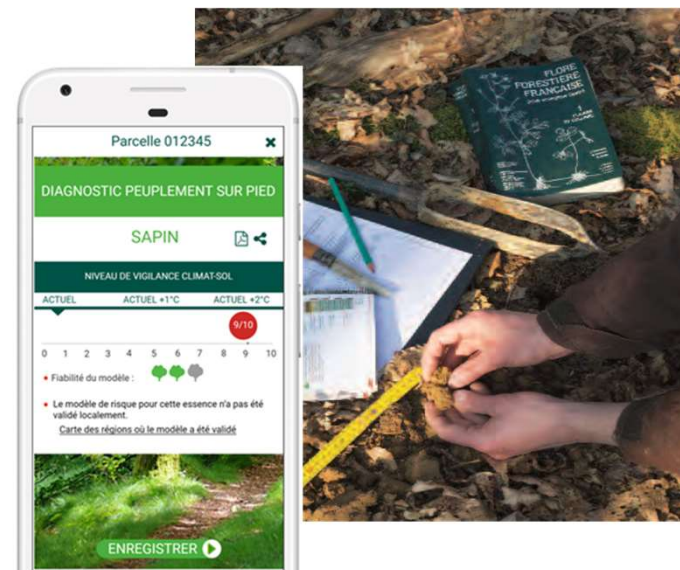 Parcelle 012345
DIAGNOSTIC PEUPLEMENT SUR PIED
SAPIN
NIVEAU DE VIGILANCE CLIMAT-SOL
ACTUEL ACTUEL +1°C ACTUEL +2°C
9/10
0 1 2 3 4 5 6 7 8 9 10
Fiabilité du modèle :
Le modèle de risque pour cette essence n'a pas été
validé localement.
Carte des régions où le modèle a été validé
ENREGISTRER
FLORE
FORESTIÈRE
FRANÇAISE